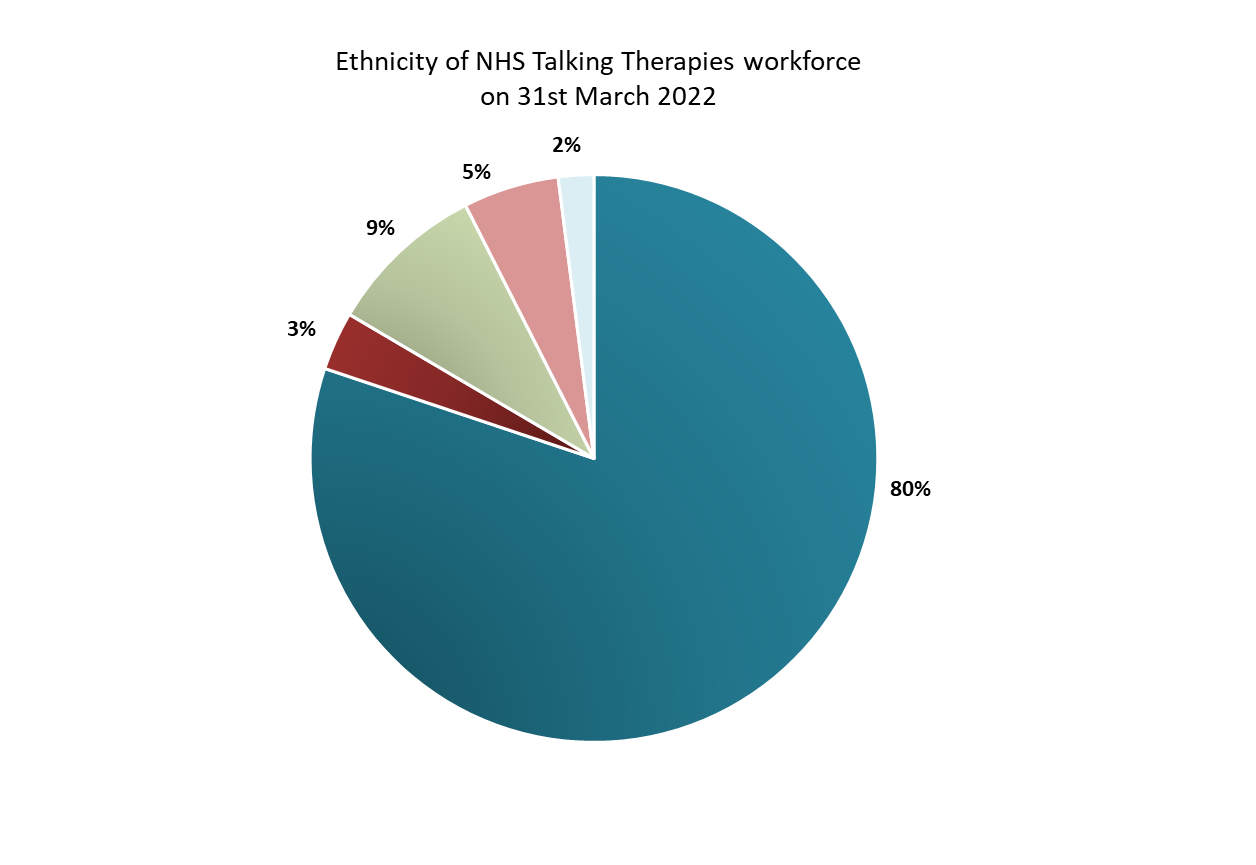 Ethnicity of NHS Talking Therapies workforce
on 31st March 2022
2%
5%
9%
3%
80%